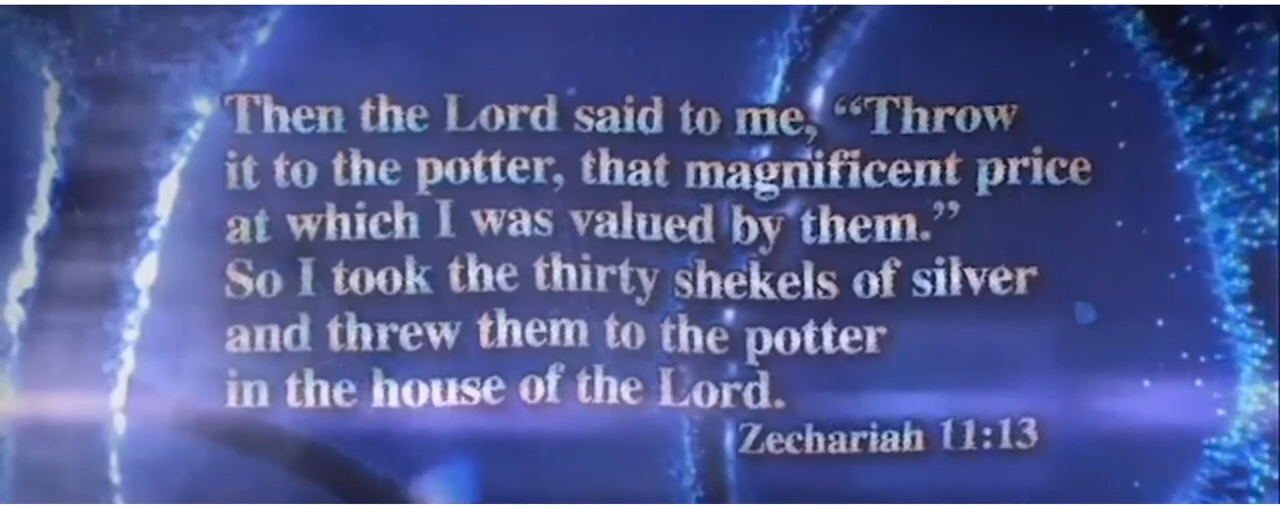 Then the Lord said to me, “Throw
it to the potter, that magnificent price
at which I was valued by them.”
So I took the thirty shekels of silver
and threw them to the potter
in the house of the Lord.
Zechariah 11:13